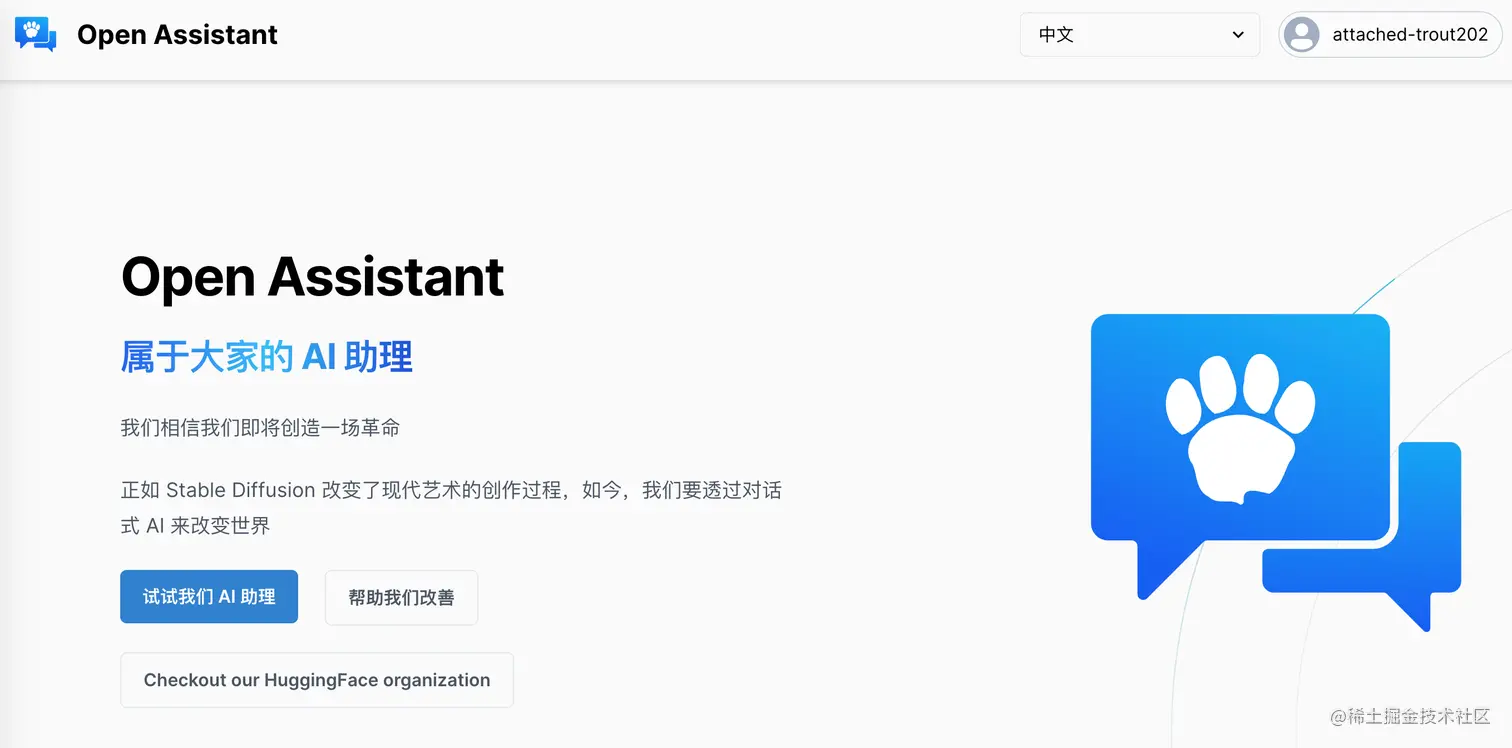 Open Assistant
中文
attached-trout202
Open Assistant
属于大家的 AI 助理
我们相信我们即将创造一场革命
正如 Stable Diffusion 改变了现代艺术的创作过程，如今，我们要透过对话
式 AI 来改变世界
试试我们 AI 助理
帮助我们改善
Checkout our HuggingFace organization
@稀土掘金技术社区